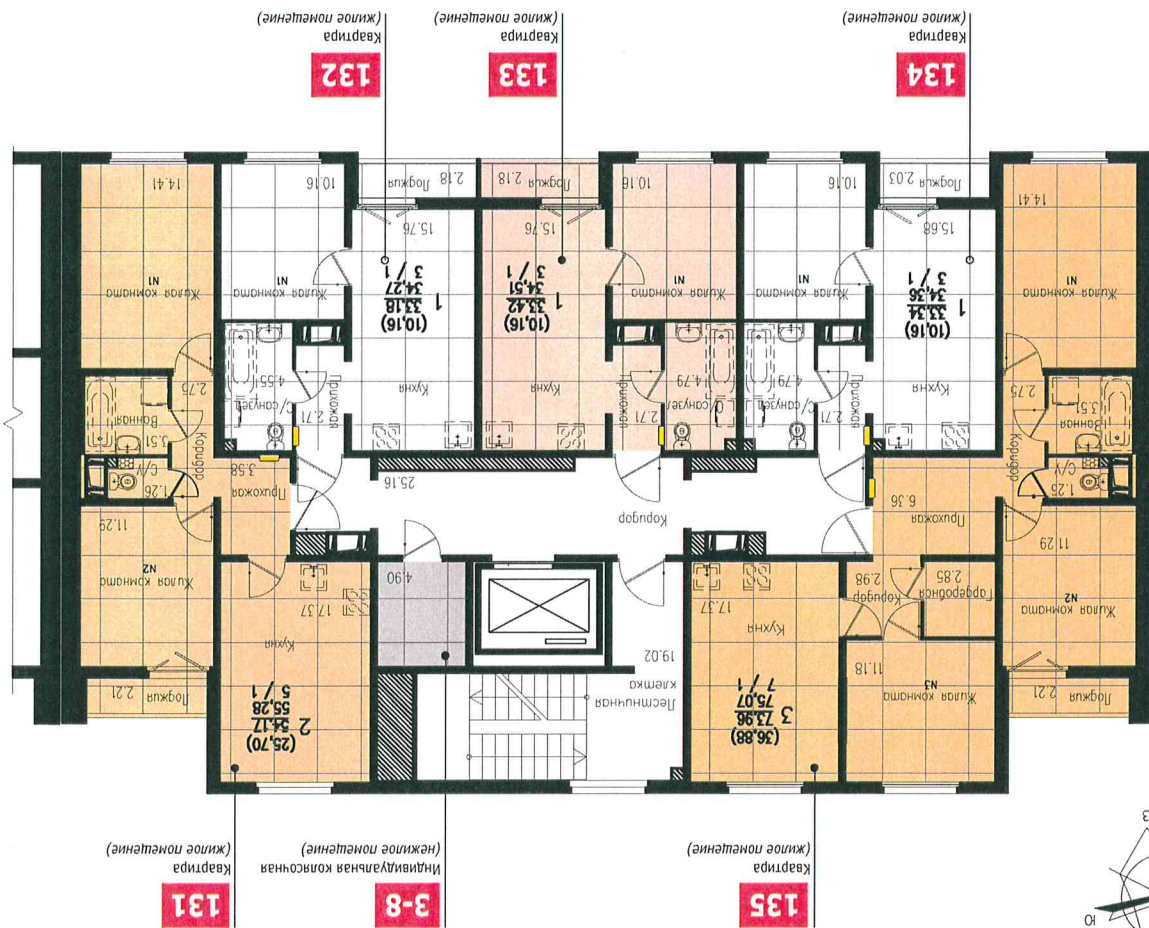 134
Квартира
(жилое помещение)
133
Квартира
(жилое помещение)
132
Квартира
(жилое помещение)
14.41
Жилая комната
N1
Лоджия
2.03
15.68
1
(10,16)
33,34
34,36
3 / 1
Кухня
10.16
Жилая комната
N1
Прихожая
2.71
С/санузел
4.79
10.16
Жилая комната
N1
С/санузел
4.79
Прихожая
2.71
Лоджия
2.18
15.76
1
(10,16)
33,42
34,51
3 / 1
Кухня
Лоджия
2.18
15.76
1
(10,16)
33,18
34,27
3 / 1
Кухня
10.16
Жилая комната
N1
Прихожая
2.71
С/санузел
4.55
14.41
Жилая комната
N1
3.51
Ванная
2.75
Коридор
С/У
1.26
Прихожая
6.36
11.29
Жилая комната
N2
Лоджия
2.21
Гардеробная
2.85
Коридор
2.98
11.18
Жилая комната
N3
17.37
Кухня
3
(36,88)
73,96
75,07
7 / 1
Коридор
25.16
19.02
Лестничная
клетка
4.90
2.75
Ванная
3.51
Коридор
С/У
1.26
3.58
Прихожая
11.29
Жилая комната
N2
Лоджия
2.21
17.37
Кухня
2
(25,70)
54,17
55,28
5 / 1
135
Квартира
(жилое помещение)
3-8
Индивидуальная колясочная
(нежилое помещение)
131
Квартира
(жилое помещение)
Ю
З